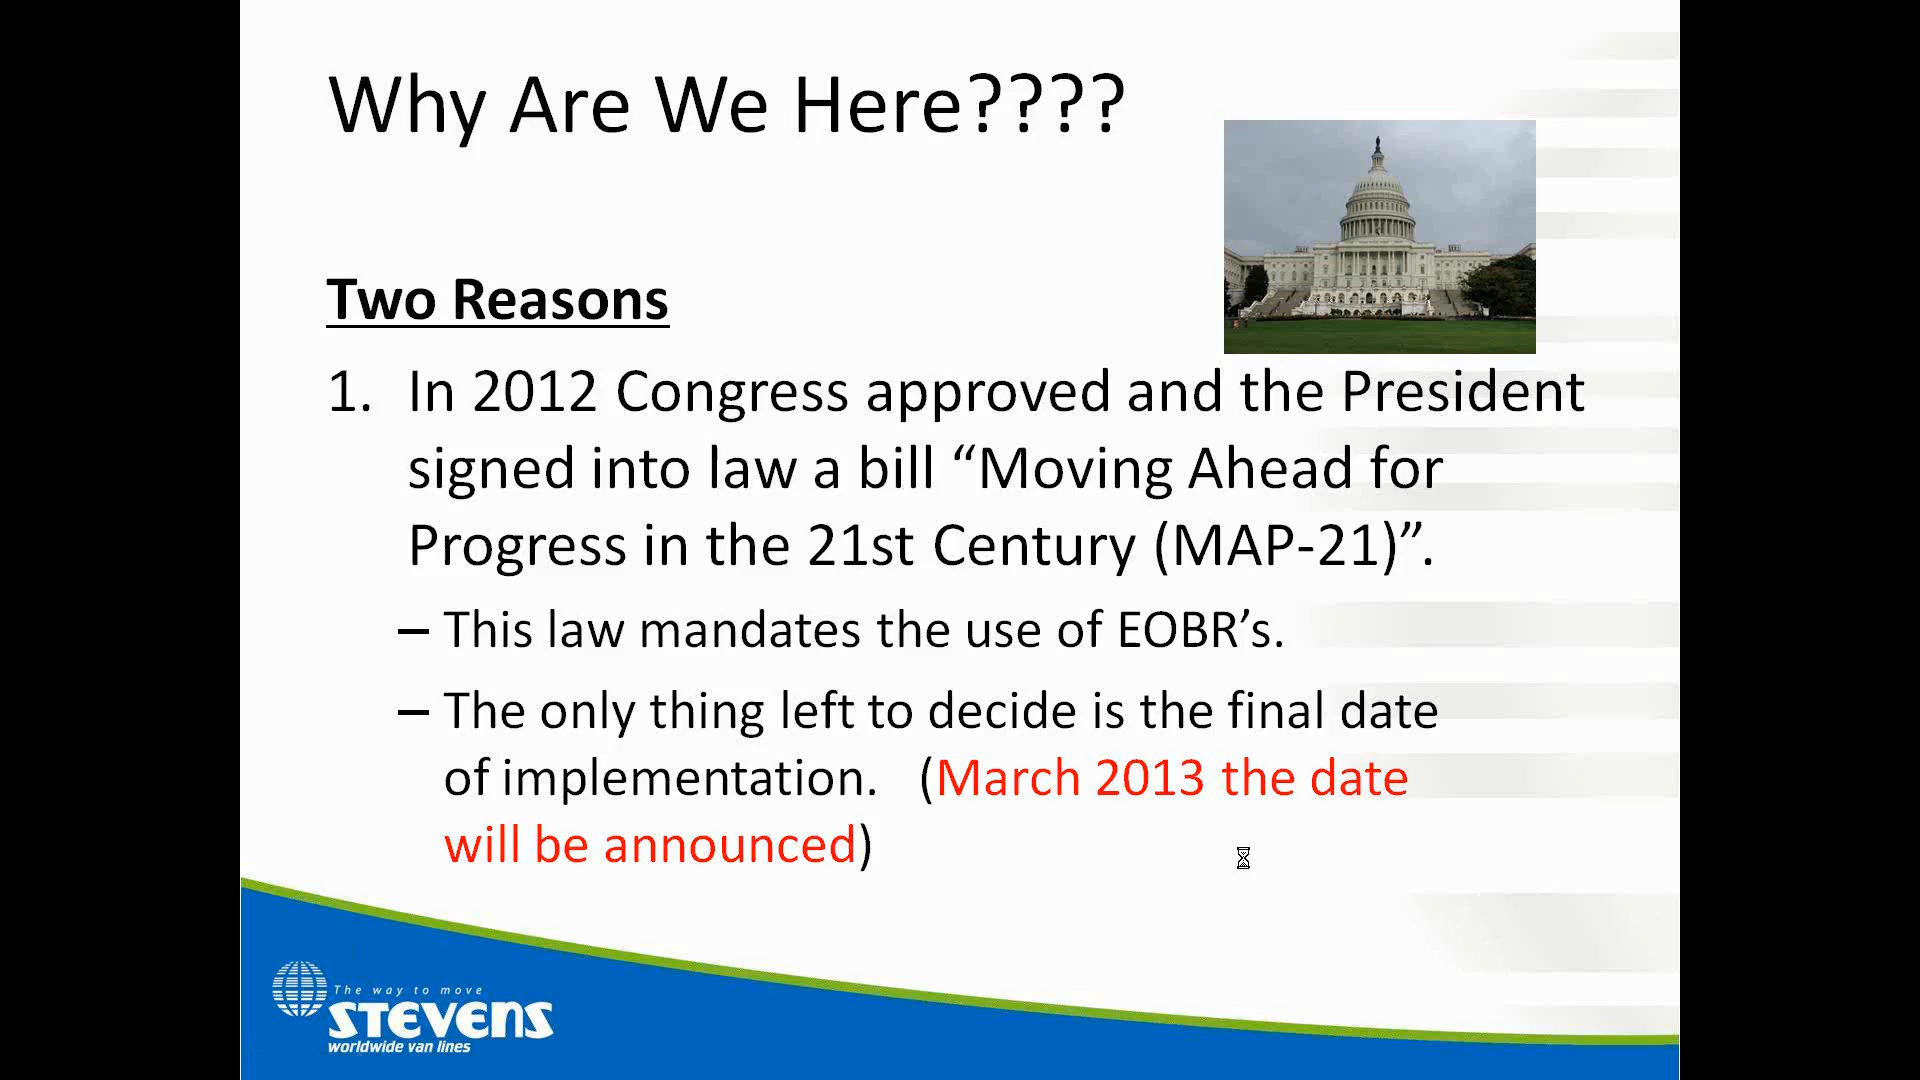 Why Are We Here????
Two Reasons
1. In 2012 Congress approved and the President
signed into law a bill “Moving Ahead for
Progress in the 21st Century (MAP-21)”.
– This law mandates the use of EOBR’s.
– The only thing left to decide is the final date
of implementation. (March 2013 the date
will be announced)
The way to move
STEVENS
worldwide van lines